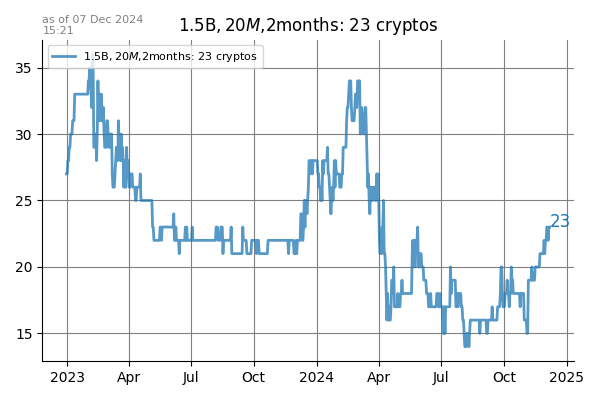 as of 07 Dec 2024
15:21
1.5B, 20M,2months: 23 cryptos
1.5B, 20M,2months: 23 cryptos
35
30
25
20
15
23
2023 Apr Jul Oct 2024 Apr Jul Oct 2025